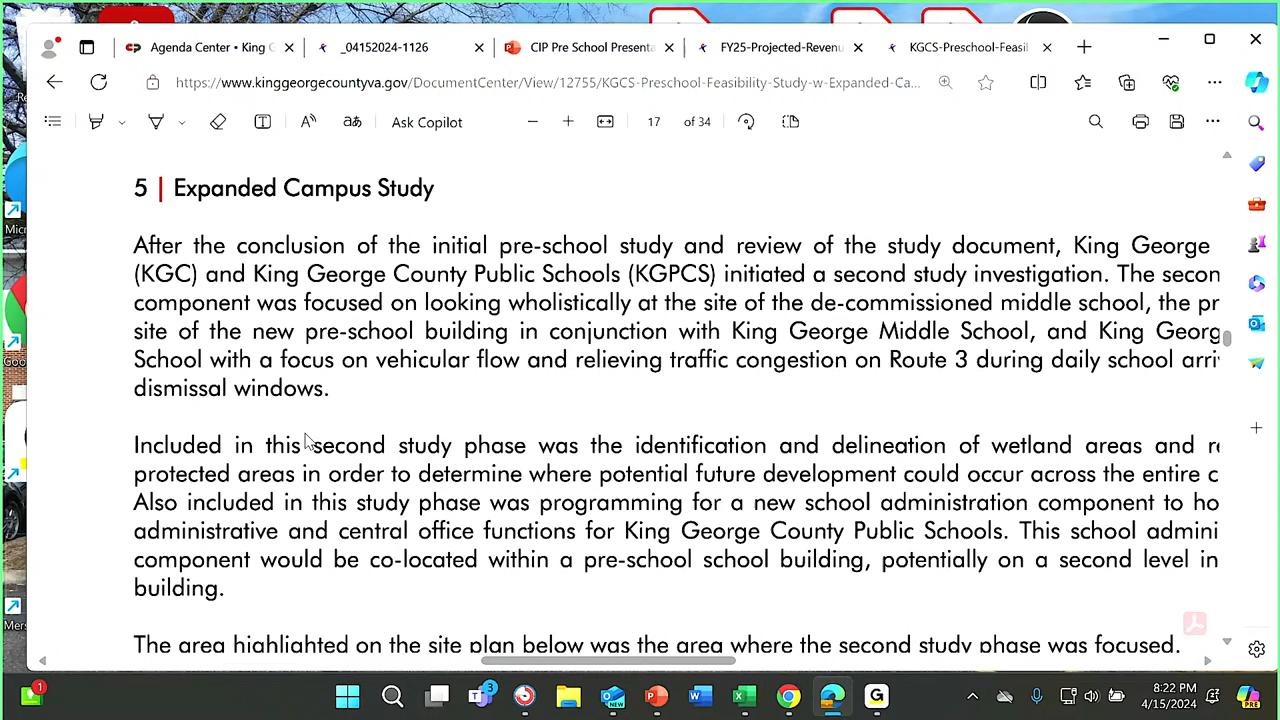 Agenda Center • King G
_04152024-1126
CIP Pre School Presenta
FY25-Projected-Revenu
KGCS-Preschool-Feasil
https://www.kinggeorgecountyva.gov/DocumentCenter/View/12755/KGCS-Preschool-Feasibility-Study-w-Expanded-Ca...
Ask Copilot
17 of 34
5 | Expanded Campus Study
After the conclusion of the initial pre-school study and review of the study document, King George
(KGC) and King George County Public Schools (KGPCS) initiated a second study investigation. The secon
component was focused on looking wholistically at the site of the de-commissioned middle school, the pr
site of the new pre-school building in conjunction with King George Middle School, and King Georg
School with a focus on vehicular flow and relieving traffic congestion on Route 3 during daily school arri
dismissal windows.
Included in this second study phase was the identification and delineation of wetland areas and re
protected areas in order to determine where potential future development could occur across the entire c
Also included in this study phase was programming for a new school administration component to ho
administrative and central office functions for King George County Public Schools. This school admini
component would be co-located within a pre-school school building, potentially on a second level in
building.
The area highlighted on the site plan below was the area where the second study phase was focused.
Micr
Mers
1
3
NEW
G
8:22 PM
4/15/2024
PRE